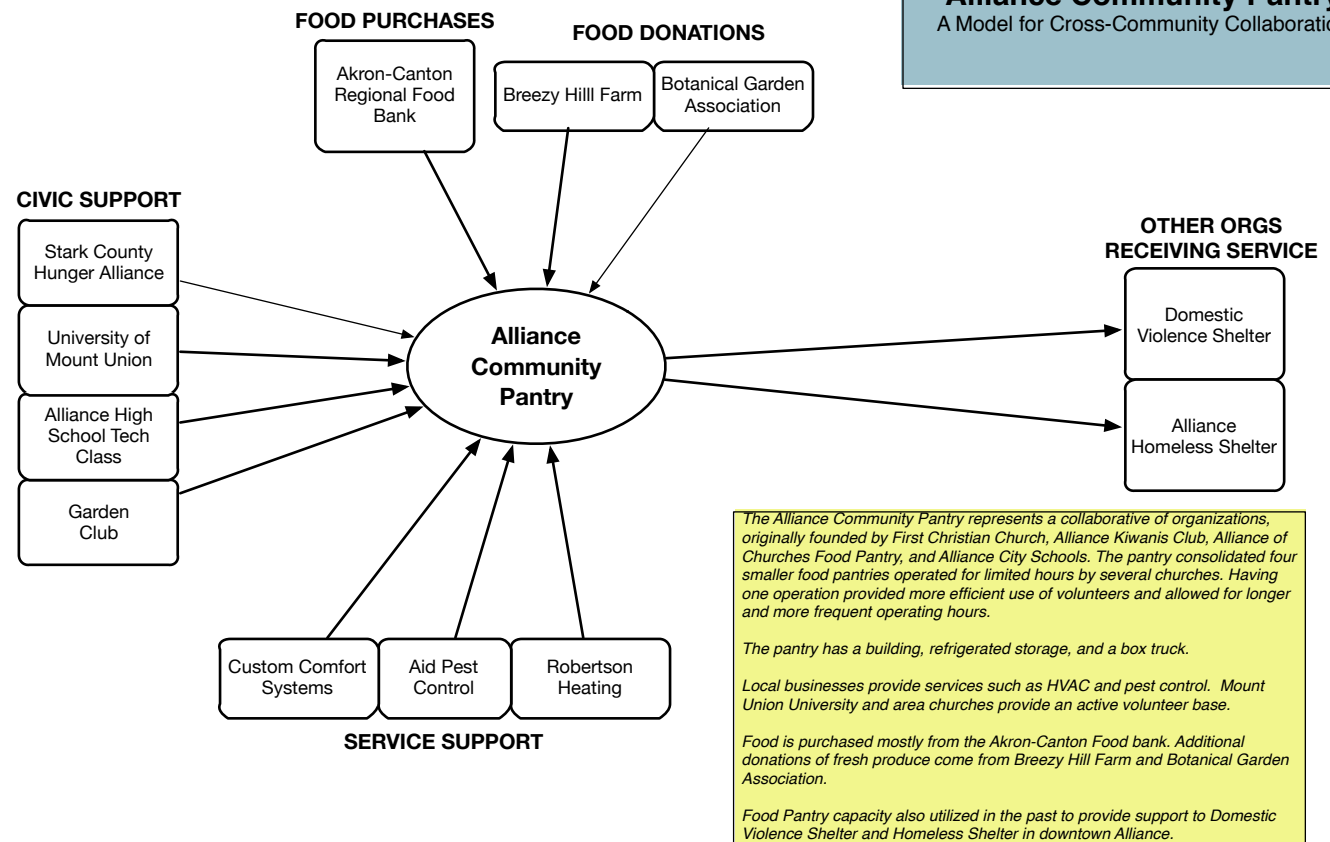 Alliance Community Pantry
A Model for Cross-Community Collaboratio
FOOD PURCHASES
Akron-Canton
Regional Food
Bank
FOOD DONATIONS
Breezy Hilll Farm
Botanical Garden
Association
CIVIC SUPPORT
Stark County
Hunger Alliance
University of
Mount Union
Alliance High
School Tech
Class
Garden
Club
Alliance
Community
Pantry
OTHER ORGS
RECEIVING SERVICE
Domestic
Violence Shelter
Alliance
Homeless Shelter
Custom Comfort
Systems
Aid Pest
Control
Robertson
Heating
SERVICE SUPPORT
The Alliance Community Pantry represents a collaborative of organizations,
originally founded by First Christian Church, Alliance Kiwanis Club, Alliance of
Churches Food Pantry, and Alliance City Schools. The pantry consolidated four
smaller food pantries operated for limited hours by several churches. Having
one operation provided more efficient use of volunteers and allowed for longer
and more frequent operating hours.
The pantry has a building, refrigerated storage, and a box truck.
Local businesses provide services such as HVAC and pest control. Mount
Union University and area churches provide an active volunteer base.
Food is purchased mostly from the Akron-Canton Food bank. Additional
donations of fresh produce come from Breezy Hill Farm and Botanical Garden
Association.
Food Pantry capacity also utilized in the past to provide support to Domestic
Violence Shelter and Homeless Shelter in downtown Alliance.